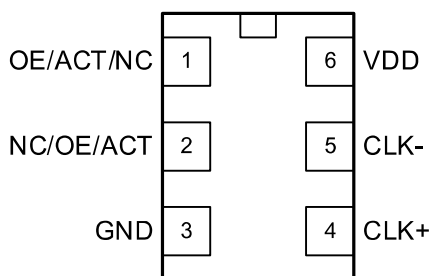 OE/ACT/NC 1 6 VDD
NC/OE/ACT 2 5 CLK-
GND 3 4 CLK+